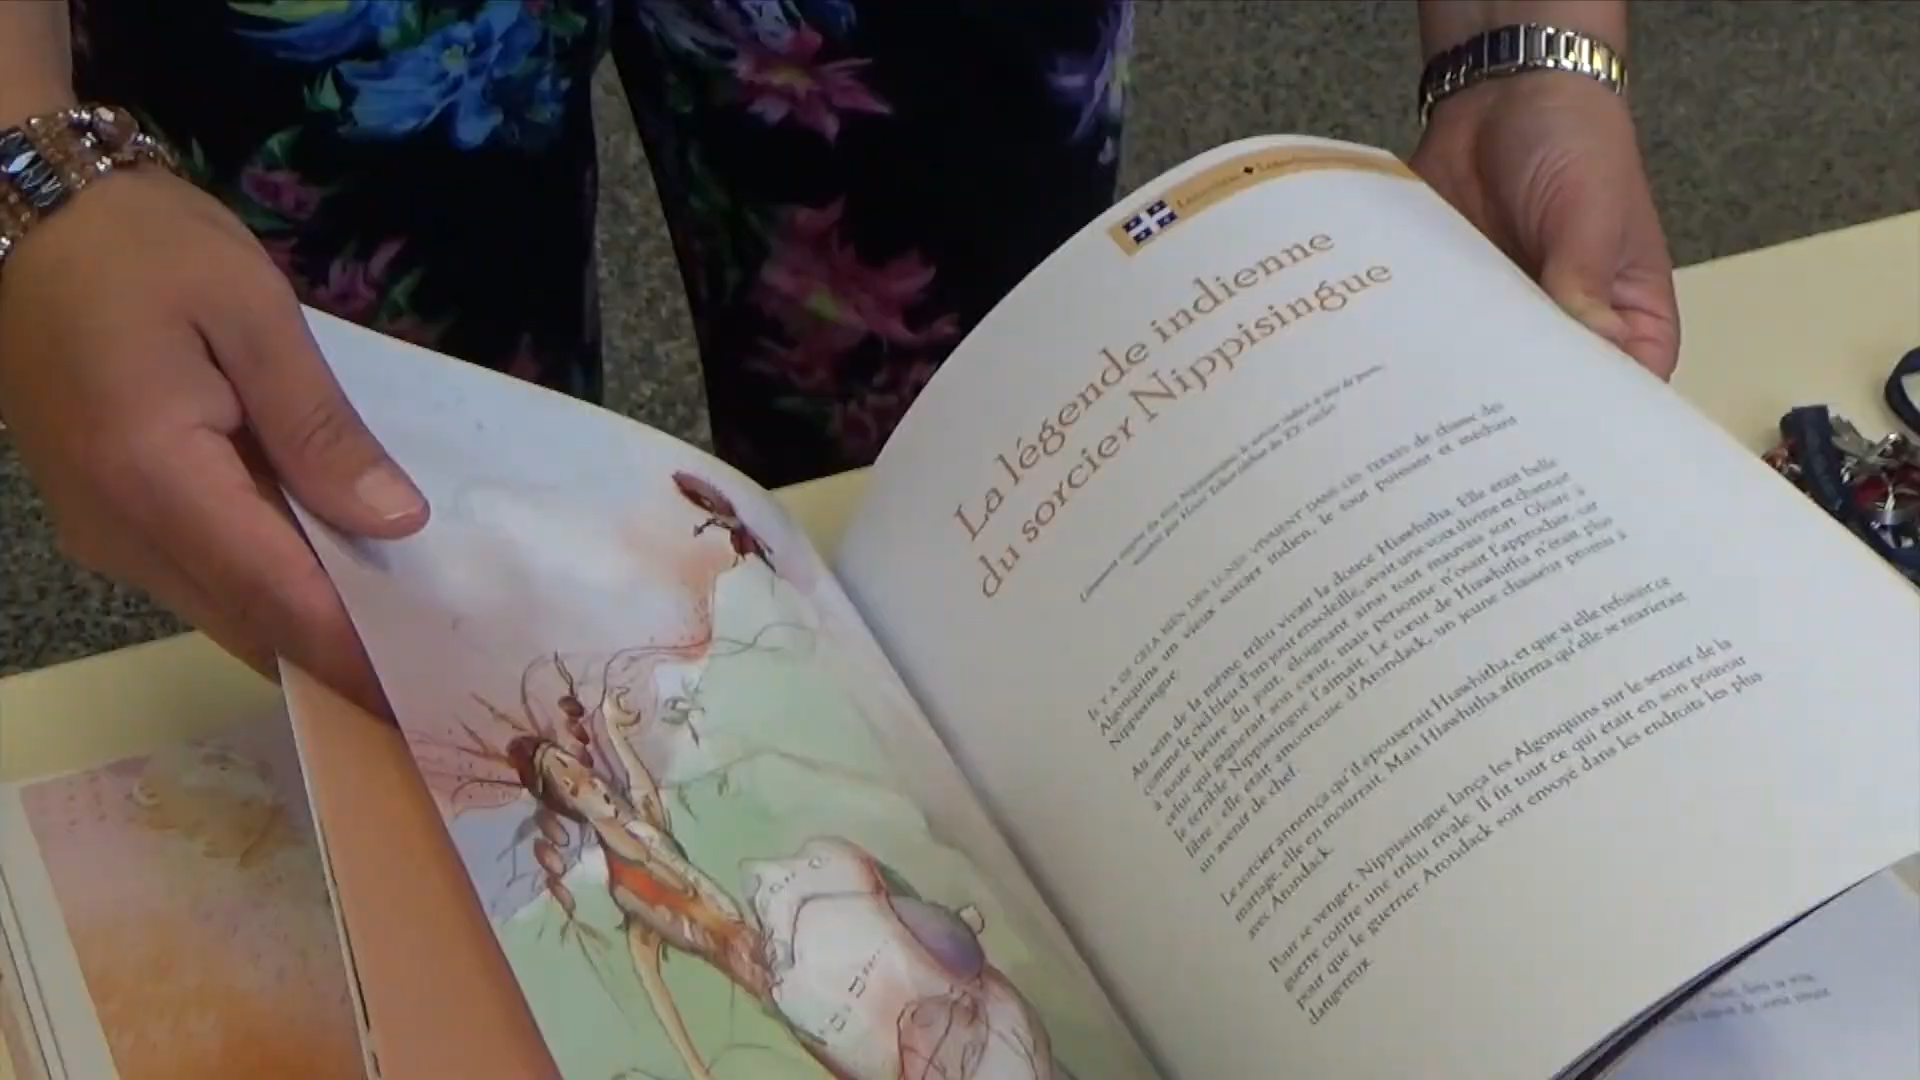 La légende indienne
du sorcier Nippisingue
IL Y A DE CELA BIEN DES LUNES VIVAIENT DANS LES TERRES de chasse des
Algonquins un vieux sorcier indien, le tout puissant et méchant
Nippissingue.
Au sein de la même tribu vivait la douce Hiawhitha. Elle était belle
comme le ciel bleu d'un jour ensoleillé, avait une voix divine et chantait
à toute heure du jour, éloignant ainsi tout mauvais sort. Gloire à
celui qui gagnerait son cœur, mais personne n'osait l'approcher, car
le terrible Nippissingue l'aimait. Le cœur de Hiawhitha n'était plus
libre : elle était amoureuse d'Arondack, un jeune chasseur promis à
un avenir de chef.
Le sorcier annonça qu'il épouserait Hiawhitha, et que si elle refusait ce
mariage, elle en mourrait. Mais Hiawhitha affirma qu'elle se marierait
avec Arondack.
Pour se venger, Nippissingue lança les Algonquins sur le sentier de la
guerre contre une tribu rivale. Il fit tout ce qui était en son pouvoir
pour que le guerrier Arondack soit envoyé dans les endroits les plus
dangereux.